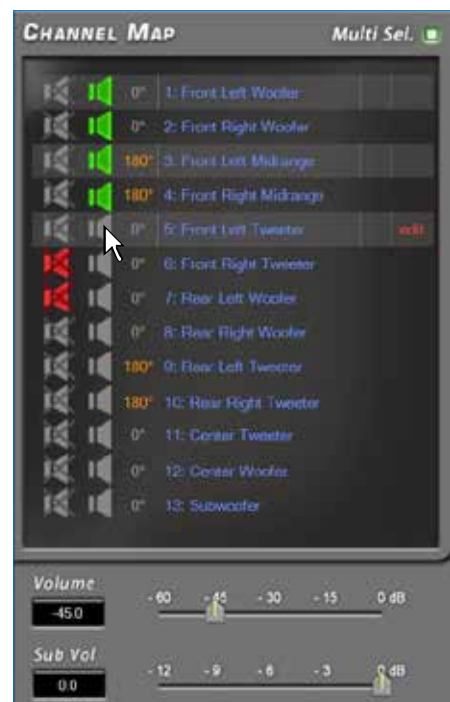 CHANNEL MAP Multi Sel.
0° 1: Front Left Woofer
0° 2: Front Right Woofer
180° 3: Front Left Midrange
180° 4: Front Right Midrange
0° 5: Front Left Tweeter edit
0° 6: Front Right Tweeter
0° 7: Rear Left Woofer
0° 8: Rear Right Woofer
180° 9: Rear Left Tweeter
180° 10: Rear Right Tweeter
0° 11: Center Tweeter
0° 12: Center Woofer
0° 13: Subwoofer
Volume
-60 -45 -30 -15 0 dB
-45.0
Sub Vol
-12 -9 -6 -3 0 dB
0.0